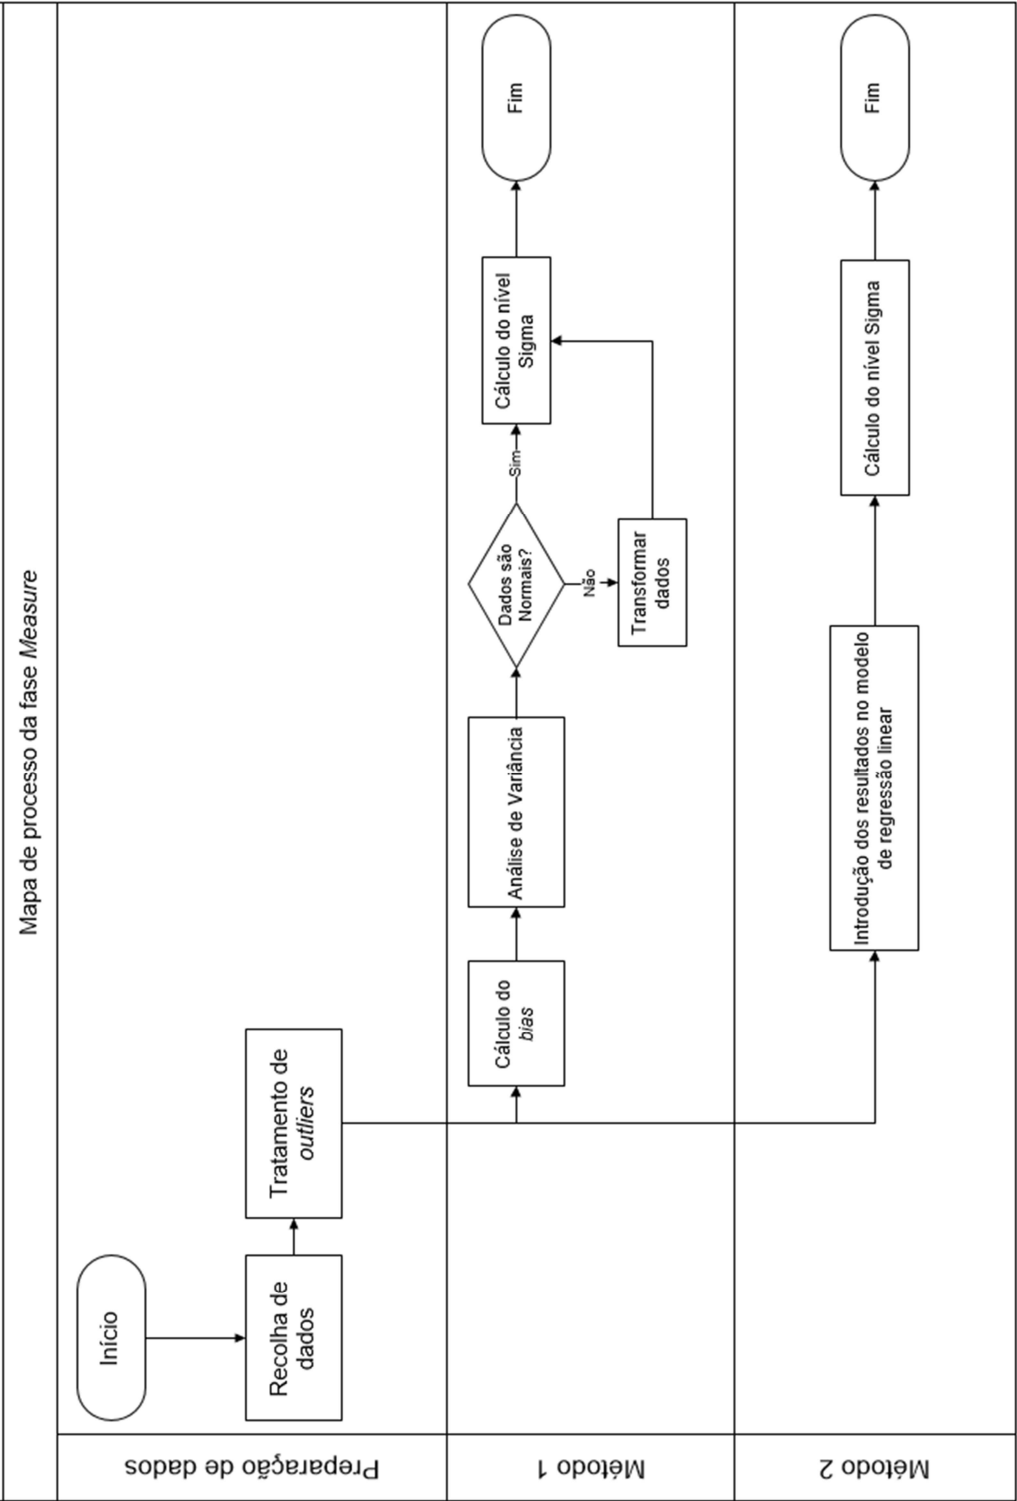 Mapa de processo da fase Measure
Preparação de dados
Início
Recolha de
dados
Tratamento de
outliers
Método 1
Cálculo do
bias
Análise de Variância
Dados são
Normais?
Sim
Não
Transformar
dados
Cálculo do nível
Sigma
Fim
Método 2
Introdução dos resultados no modelo
de regressão linear
Cálculo do nível Sigma
Fim